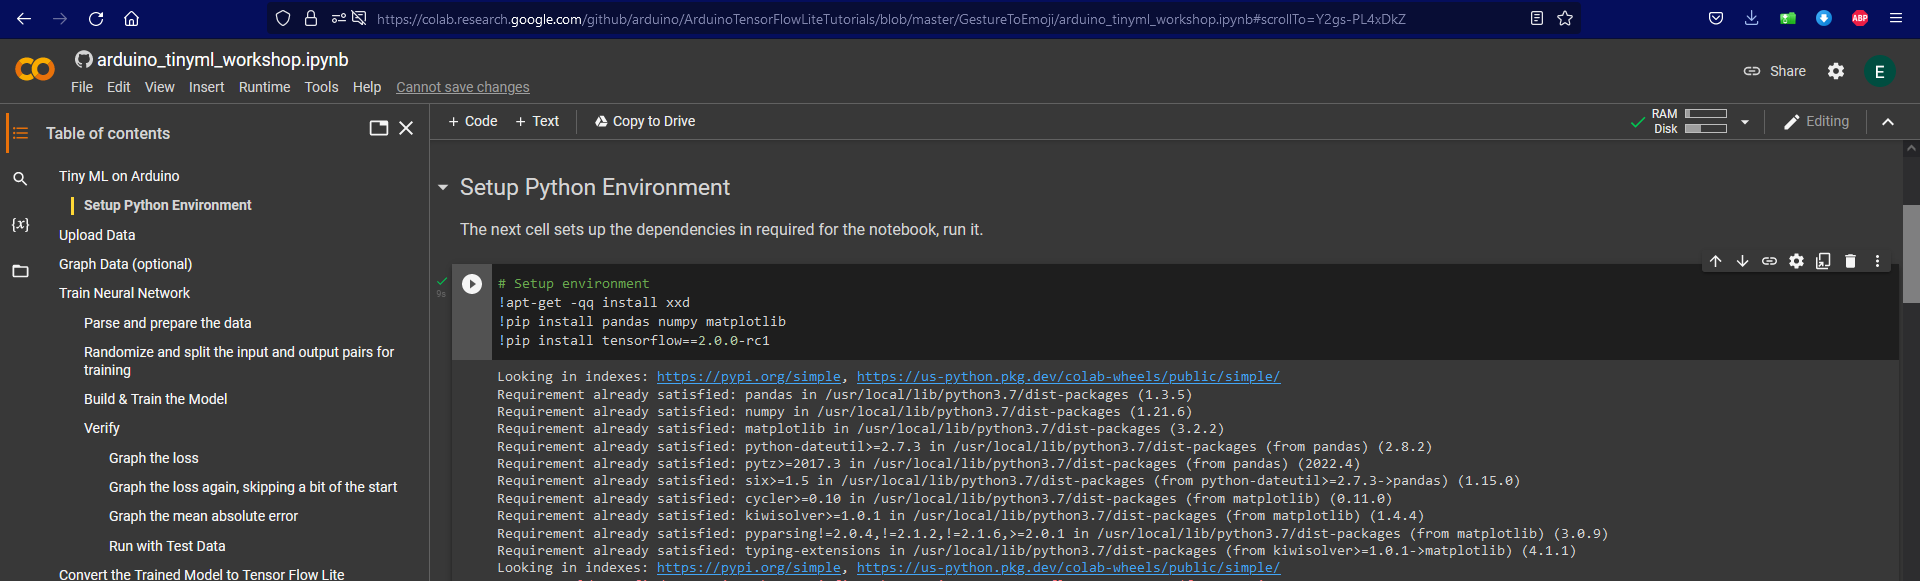 https://colab.research.google.com/github/arduino/ArduinoTensorFlowLiteTutorials/blob/master/GestureToEmoji/arduino_tinyml_workshop.ipynb#scrollTo=Y2gs-PL4xDkZ
ABP
arduino_tinyml_workshop.ipynb
File Edit View Insert Runtime Tools Help Cannot save changes
Share
E
Table of contents
Tiny ML on Arduino
Setup Python Environment
Upload Data
Graph Data (optional)
Train Neural Network
Parse and prepare the data
Randomize and split the input and output pairs for
training
Build & Train the Model
Verify
Graph the loss
Graph the loss again, skipping a bit of the start
Graph the mean absolute error
Run with Test Data
Convert the Trained Model to Tensor Flow Lite
{x}
+ Code + Text Copy to Drive
RAM
Disk
Editing
Setup Python Environment
The next cell sets up the dependencies in required for the notebook, run it.
9s
# Setup environment
!apt-get -qq install xxd
!pip install pandas numpy matplotlib
!pip install tensorflow==2.0.0-rc1
Looking in indexes: https://pypi.org/simple, https://us-python.pkg.dev/colab-wheels/public/simple/
Requirement already satisfied: pandas in /usr/local/lib/python3.7/dist-packages (1.3.5)
Requirement already satisfied: numpy in /usr/local/lib/python3.7/dist-packages (1.21.6)
Requirement already satisfied: matplotlib in /usr/local/lib/python3.7/dist-packages (3.2.2)
Requirement already satisfied: python-dateutil>=2.7.3 in /usr/local/lib/python3.7/dist-packages (from pandas) (2.8.2)
Requirement already satisfied: pytz>=2017.3 in /usr/local/lib/python3.7/dist-packages (from pandas) (2022.4)
Requirement already satisfied: six>=1.5 in /usr/local/lib/python3.7/dist-packages (from python-dateutil>=2.7.3->pandas) (1.15.0)
Requirement already satisfied: cycler>=0.10 in /usr/local/lib/python3.7/dist-packages (from matplotlib) (0.11.0)
Requirement already satisfied: kiwisolver>=1.0.1 in /usr/local/lib/python3.7/dist-packages (from matplotlib) (1.4.4)
Requirement already satisfied: pyparsing!=2.0.4,!=2.1.2,!=2.1.6,>=2.0.1 in /usr/local/lib/python3.7/dist-packages (from matplotlib) (3.0.9)
Requirement already satisfied: typing-extensions in /usr/local/lib/python3.7/dist-packages (from kiwisolver>=1.0.1->matplotlib) (4.1.1)
Looking in indexes: https://pypi.org/simple, https://us-python.pkg.dev/colab-wheels/public/simple/